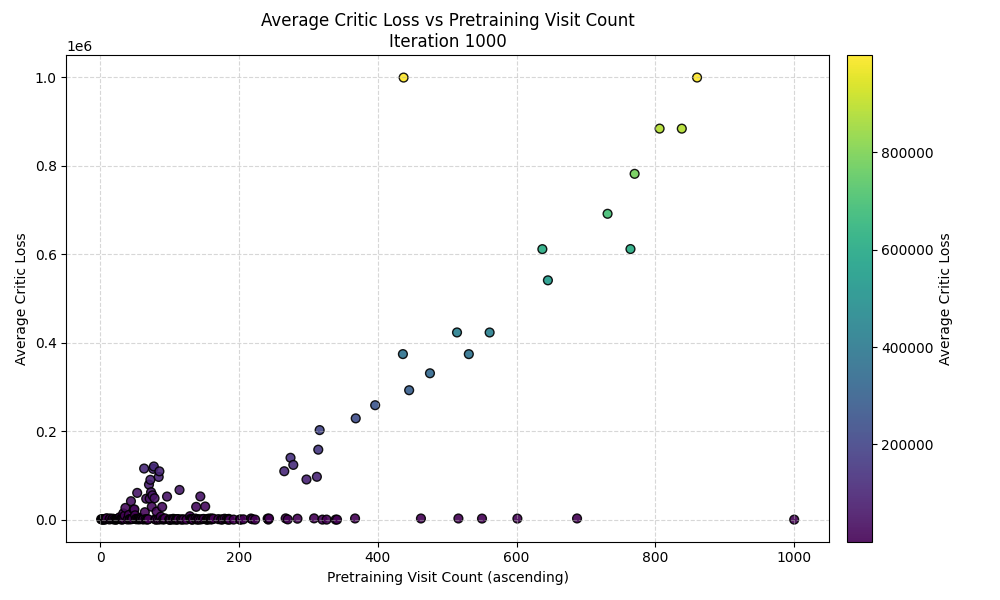 Average Critic Loss vs Pretraining Visit Count
Iteration 1000
1e6
1.0
0.8
0.6
0.4
0.2
0.0
Average Critic Loss
0
200
400
600
800
1000
Pretraining Visit Count (ascending)
800000
600000
400000
200000
Average Critic Loss